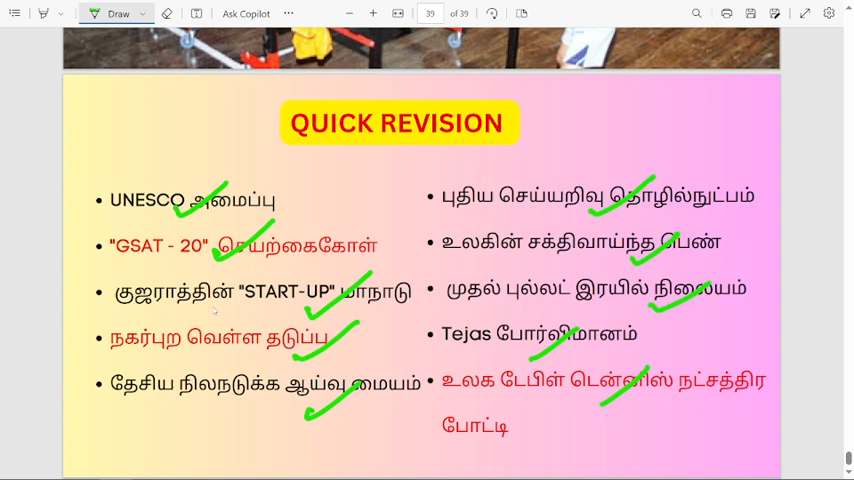 Draw
Ask Copilot
39 of 39
QUICK REVISION
• UNESCO அமைப்பு
• "GSAT - 20" செயற்கைகோள்
• குஜராத்தின் "START-UP" மாநாடு
• நகர்புற வெள்ள தடுப்பு
• தேசிய நிலநடுக்க ஆய்வு மையம்
• புதிய செய்யறிவு தொழில்நுட்பம்
• உலகின் சக்திவாய்ந்த பெண்
• முதல் புல்லட் இரயில் நிலையம்
• Tejas போர்விமானம்
• உலக டேபிள் டென்னிஸ் நட்சத்திர
போட்டி